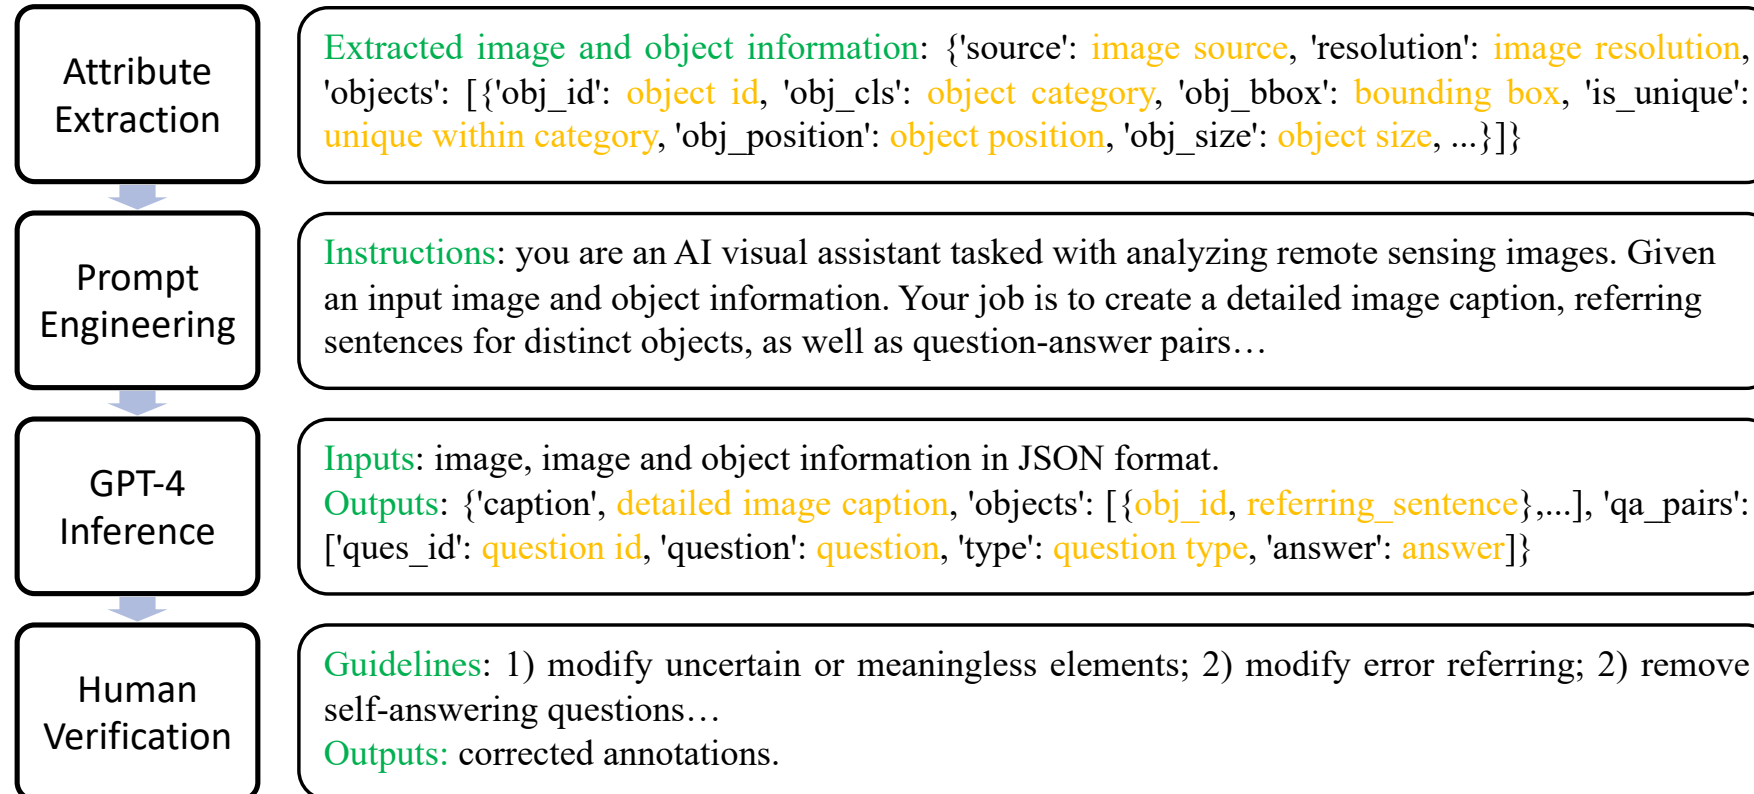 Attribute
Extraction
Extracted image and object information: {'source': image source, 'resolution': image resolution,
'objects': [{'obj_id': object id, 'obj_cls': object category, 'obj_bbox': bounding box, 'is_unique':
unique within category, 'obj_position': object position, 'obj_size': object size, ...}]}
Prompt
Engineering
Instructions: you are an AI visual assistant tasked with analyzing remote sensing images. Given
an input image and object information. Your job is to create a detailed image caption, referring
sentences for distinct objects, as well as question-answer pairs…
GPT-4
Inference
Inputs: image, image and object information in JSON format.
Outputs: {'caption', detailed image caption, 'objects': [{obj_id, referring_sentence},...], 'qa_pairs':
['ques_id': question id, 'question': question, 'type': question type, 'answer': answer]}
Human
Verification
Guidelines: 1) modify uncertain or meaningless elements; 2) modify error referring; 2) remove
self-answering questions…
Outputs: corrected annotations.